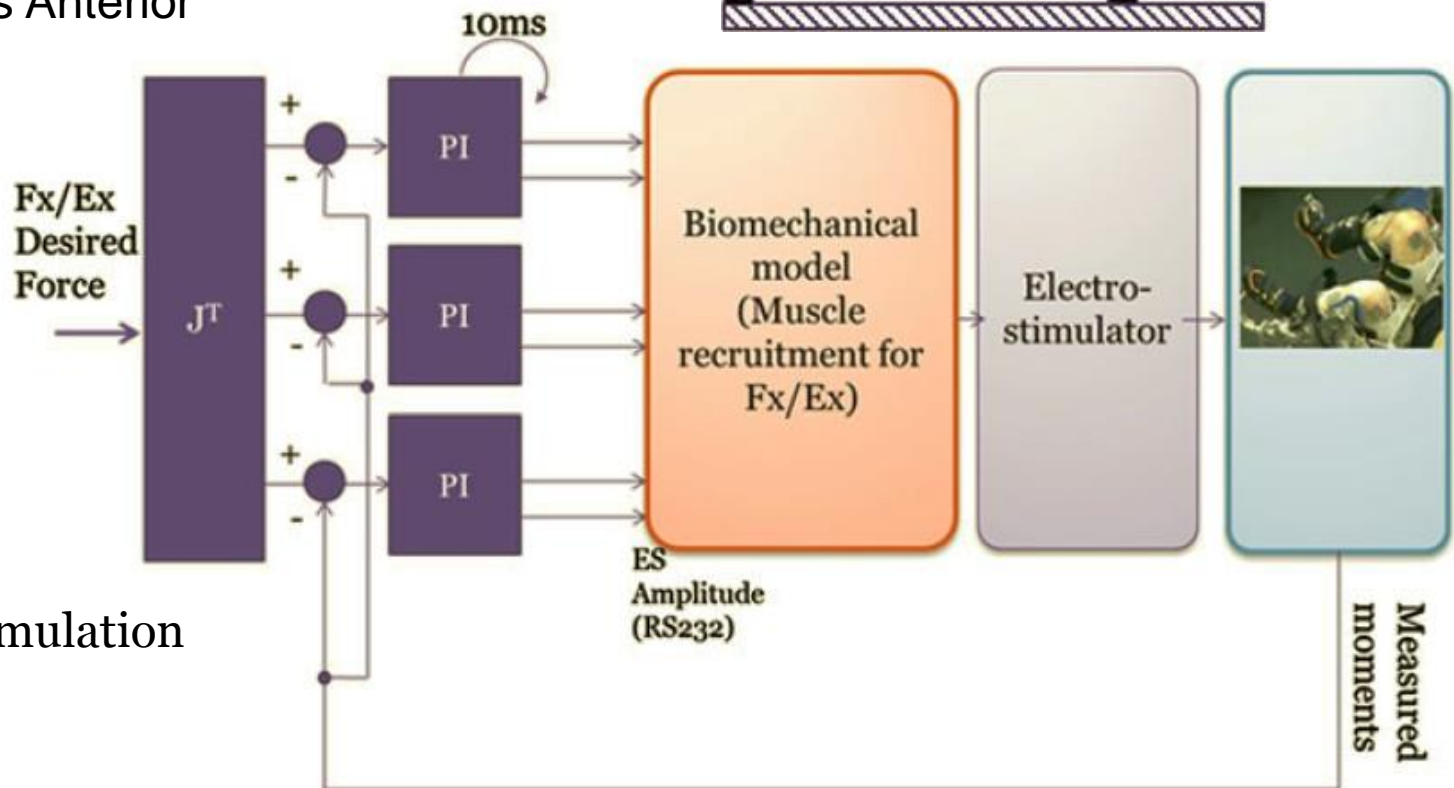 s Anterior
10ms
+
-
PI
Fx/Ex
Desired
Force
JT
+
-
PI
+
-
PI
Biomechanical
model
(Muscle
recruitment for
Fx/Ex)
Electro-
stimulator
ES
Amplitude
(RS232)
mulation
Measured
moments